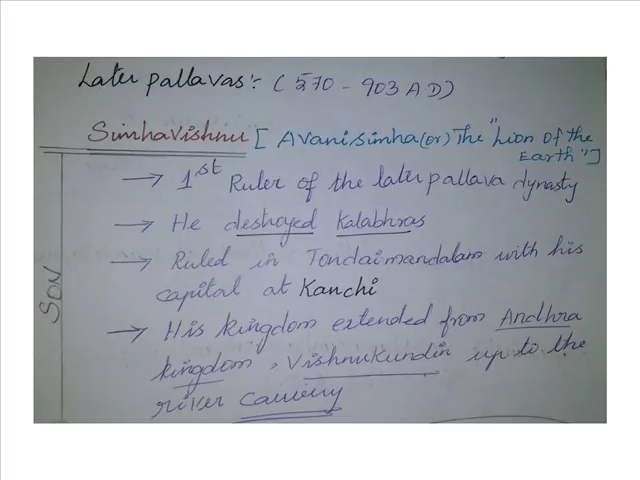 Later pallavas:- (570 - 903 AD)
Simhavishnu [Avanisimha (or) The "Lion of the
Earth"]
→ 1st Ruler of the later pallava dynasty
→ He destroyed Kalabhras
→ Ruled in Tondaimandalam with his
capital at Kanchi
→ His kingdom extended from Andhra
kingdom, Vishnukundin up to the
river Cauvery
SON